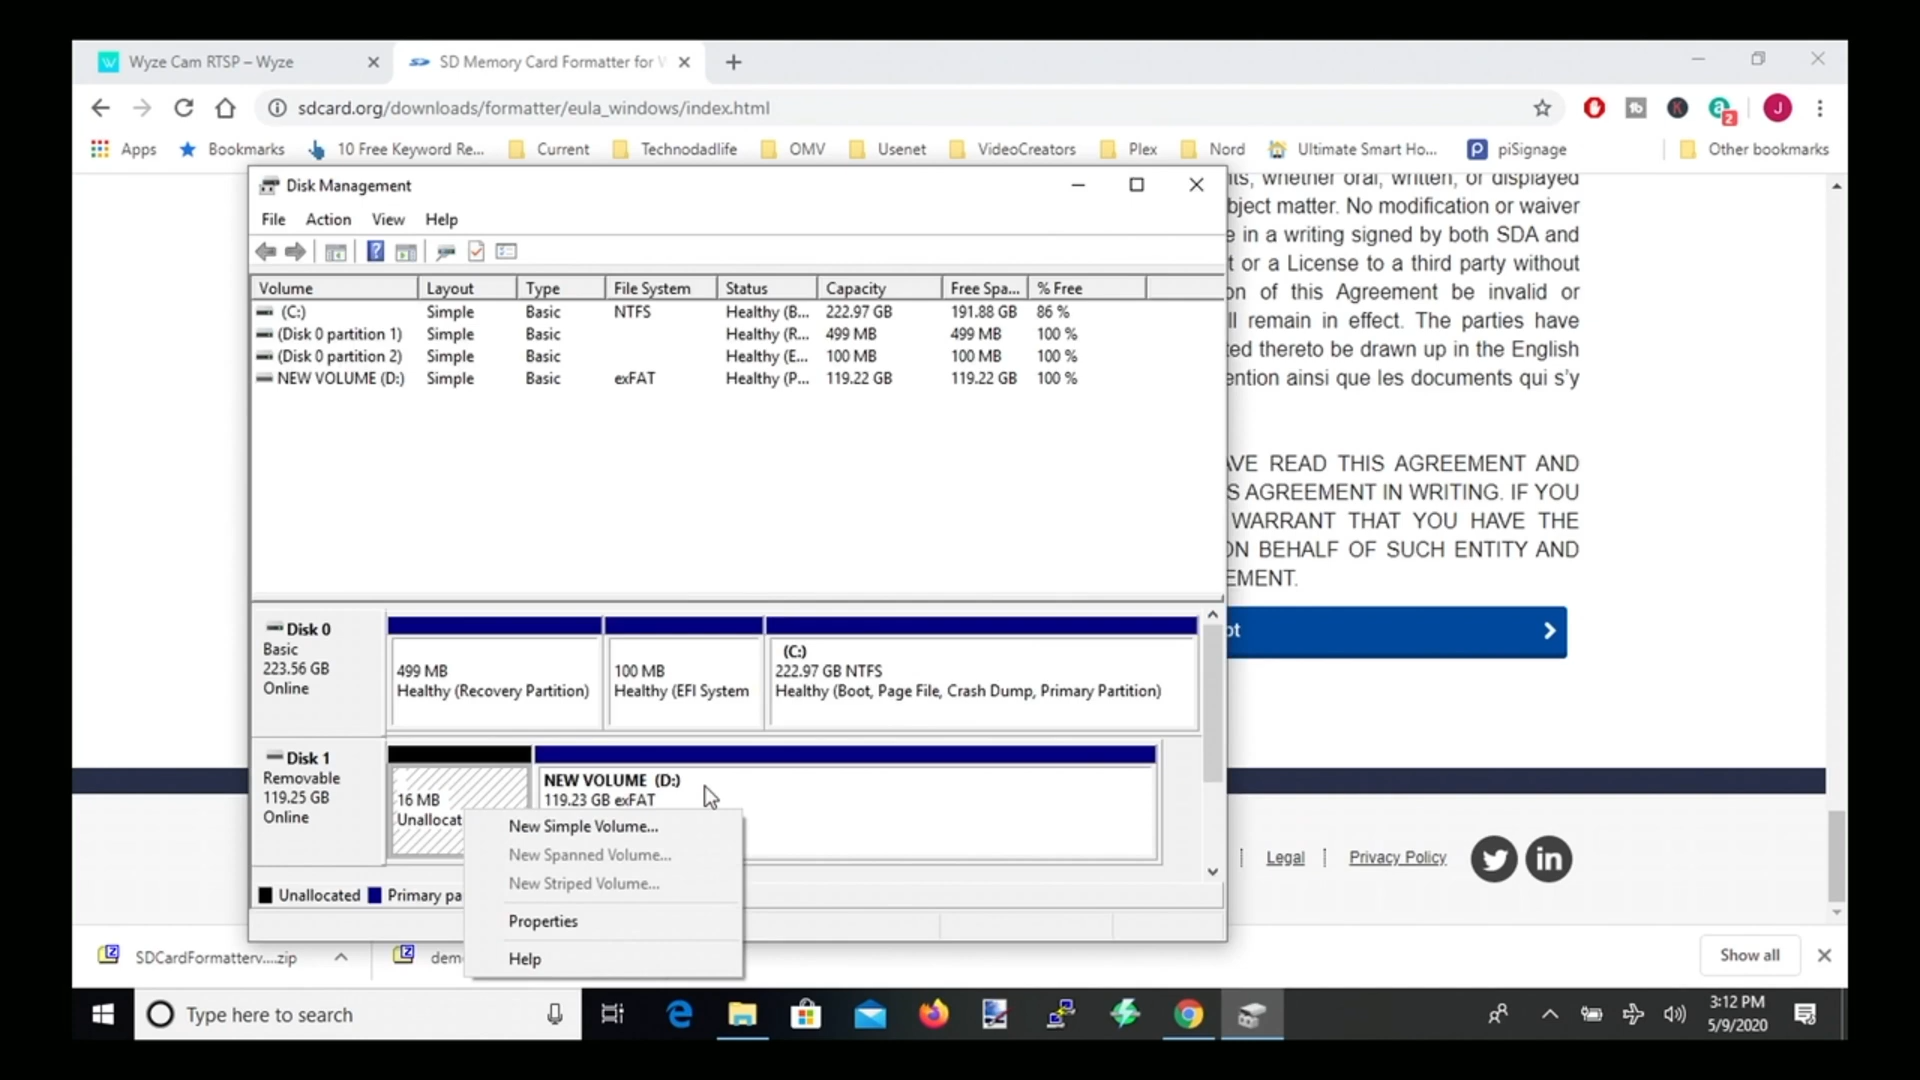 Wyze Cam RTSP – Wyze
SD Memory Card Formatter for
sdcard.org/downloads/formatter/eula_windows/index.html
J
2
Apps
Bookmarks
10 Free Keyword Re...
Current
Technodadlife
OMV
Usenet
VideoCreators
Plex
Nord
Ultimate Smart Ho...
piSignage
Other bookmarks
Disk Management
File Action View Help
Volume Layout Type File System Status Capacity Free Spa... % Free
(C:) Simple Basic NTFS Healthy (B... 222.97 GB 191.88 GB 86 %
(Disk 0 partition 1) Simple Basic Healthy (R... 499 MB 499 MB 100 %
(Disk 0 partition 2) Simple Basic Healthy (E... 100 MB 100 MB 100 %
NEW VOLUME (D:) Simple Basic exFAT Healthy (P... 119.22 GB 119.22 GB 100 %
Disk 0
Basic
223.56 GB
Online
499 MB
Healthy (Recovery Partition)
100 MB
Healthy (EFI System
(C:)
222.97 GB NTFS
Healthy (Boot, Page File, Crash Dump, Primary Partition)
Disk 1
Removable
119.25 GB
Online
16 MB
Unallocat
NEW VOLUME (D:)
119.23 GB exFAT
New Simple Volume...
New Spanned Volume...
New Striped Volume...
Properties
Help
Unallocated Primary pa
whether oral, written, or displayed
bject matter. No modification or waiver
e in a writing signed by both SDA and
t or a License to a third party without
on of this Agreement be invalid or
ll remain in effect. The parties have
ted thereto be drawn up in the English
ention ainsi que les documents qui s'y
AVE READ THIS AGREEMENT AND
S AGREEMENT IN WRITING. IF YOU
WARRANT THAT YOU HAVE THE
ON BEHALF OF SUCH ENTITY AND
EMENT.
pt
Legal
Privacy Policy
in
SDCardFormatterv....zip
dem
Show all
Type here to search
3:12 PM
5/9/2020